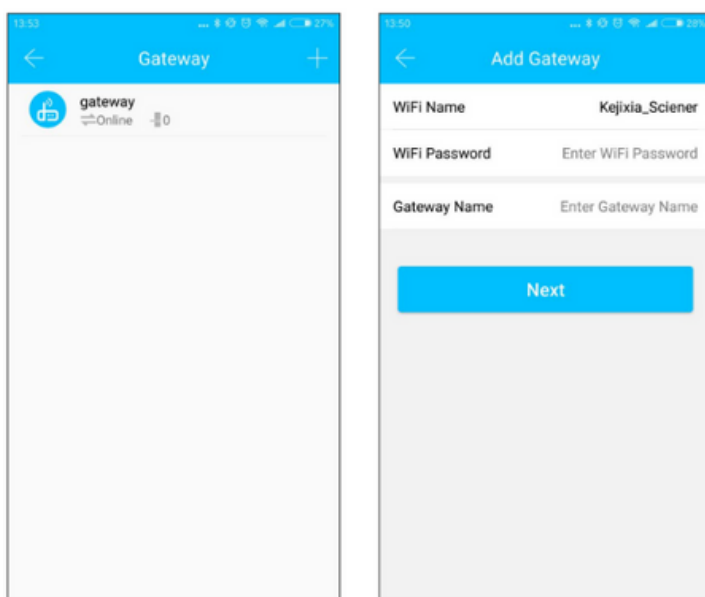 13:53
... 27%
Gateway
gateway
Online
0
13:50
... 28%
Add Gateway
WiFi Name Kejixia_Sciener
WiFi Password Enter WiFi Password
Gateway Name Enter Gateway Name
Next